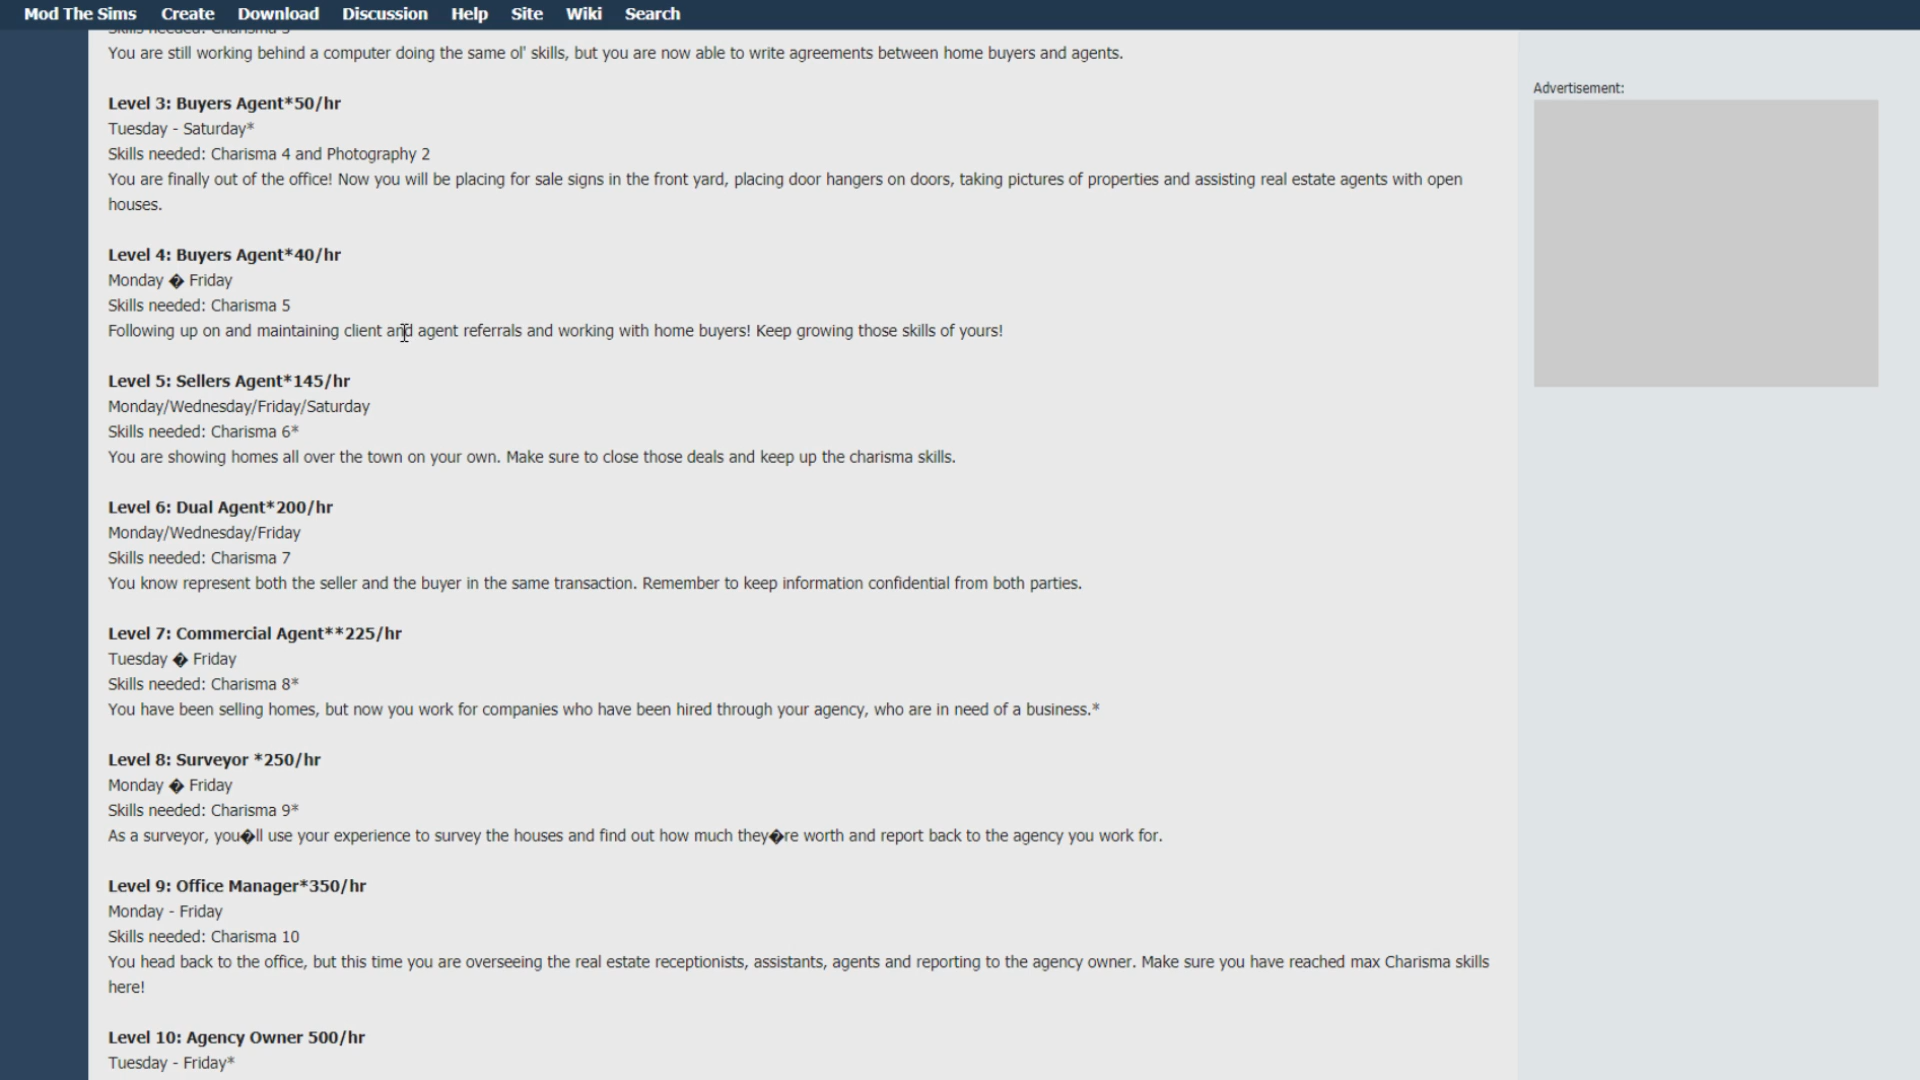 Mod The Sims Create Download Discussion Help Site Wiki Search
Skills needed: Charisma 3
You are still working behind a computer doing the same ol' skills, but you are now able to write agreements between home buyers and agents.
Advertisement:
Level 3: Buyers Agent*50/hr
Tuesday - Saturday*
Skills needed: Charisma 4 and Photography 2
You are finally out of the office! Now you will be placing for sale signs in the front yard, placing door hangers on doors, taking pictures of properties and assisting real estate agents with open
houses.
Level 4: Buyers Agent*40/hr
Monday � Friday
Skills needed: Charisma 5
Following up on and maintaining client and agent referrals and working with home buyers! Keep growing those skills of yours!
Level 5: Sellers Agent*145/hr
Monday/Wednesday/Friday/Saturday
Skills needed: Charisma 6*
You are showing homes all over the town on your own. Make sure to close those deals and keep up the charisma skills.
Level 6: Dual Agent*200/hr
Monday/Wednesday/Friday
Skills needed: Charisma 7
You know represent both the seller and the buyer in the same transaction. Remember to keep information confidential from both parties.
Level 7: Commercial Agent**225/hr
Tuesday � Friday
Skills needed: Charisma 8*
You have been selling homes, but now you work for companies who have been hired through your agency, who are in need of a business.*
Level 8: Surveyor *250/hr
Monday � Friday
Skills needed: Charisma 9*
As a surveyor, you�ll use your experience to survey the houses and find out how much they�re worth and report back to the agency you work for.
Level 9: Office Manager*350/hr
Monday - Friday
Skills needed: Charisma 10
You head back to the office, but this time you are overseeing the real estate receptionists, assistants, agents and reporting to the agency owner. Make sure you have reached max Charisma skills
here!
Level 10: Agency Owner 500/hr
Tuesday - Friday*